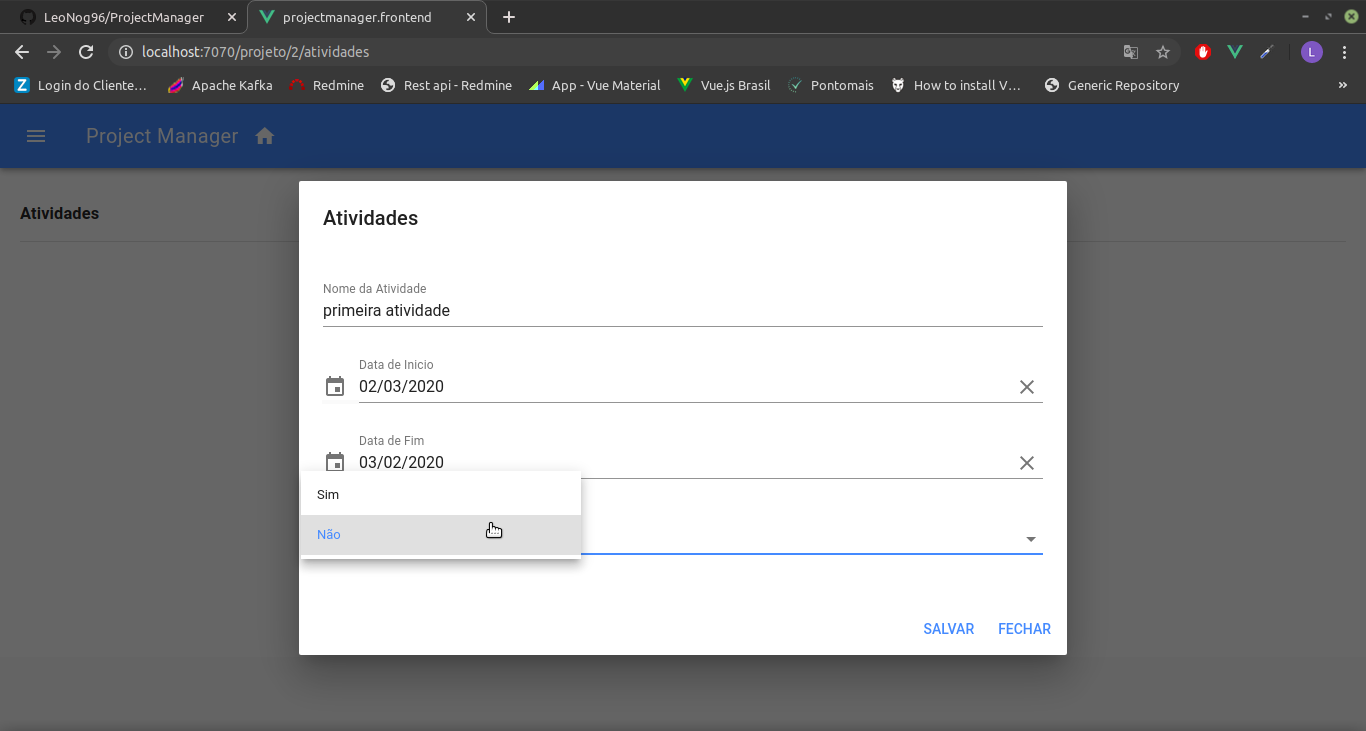 LeoNog96/ProjectManager
projectmanager.frontend
localhost:7070/projeto/2/atividades
L
Login do Cliente…
Apache Kafka
Redmine
Rest api - Redmine
App - Vue Material
Vue.js Brasil
Pontomais
How to install V…
Generic Repository
»
Project Manager
Atividades
Atividades
Nome da Atividade
primeira atividade
Data de Inicio
02/03/2020
Data de Fim
03/02/2020
Sim
Não
SALVAR FECHAR